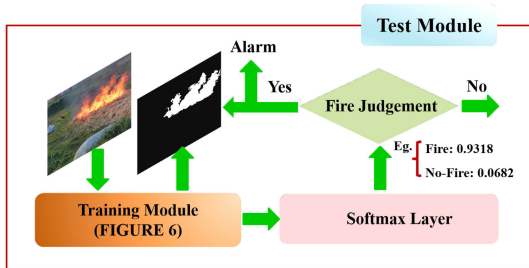 Test Module
Alarm
Yes
Fire Judgement
No
Eg.
Fire: 0.9318
No-Fire: 0.0682
Training Module
(FIGURE 6)
Softmax Layer